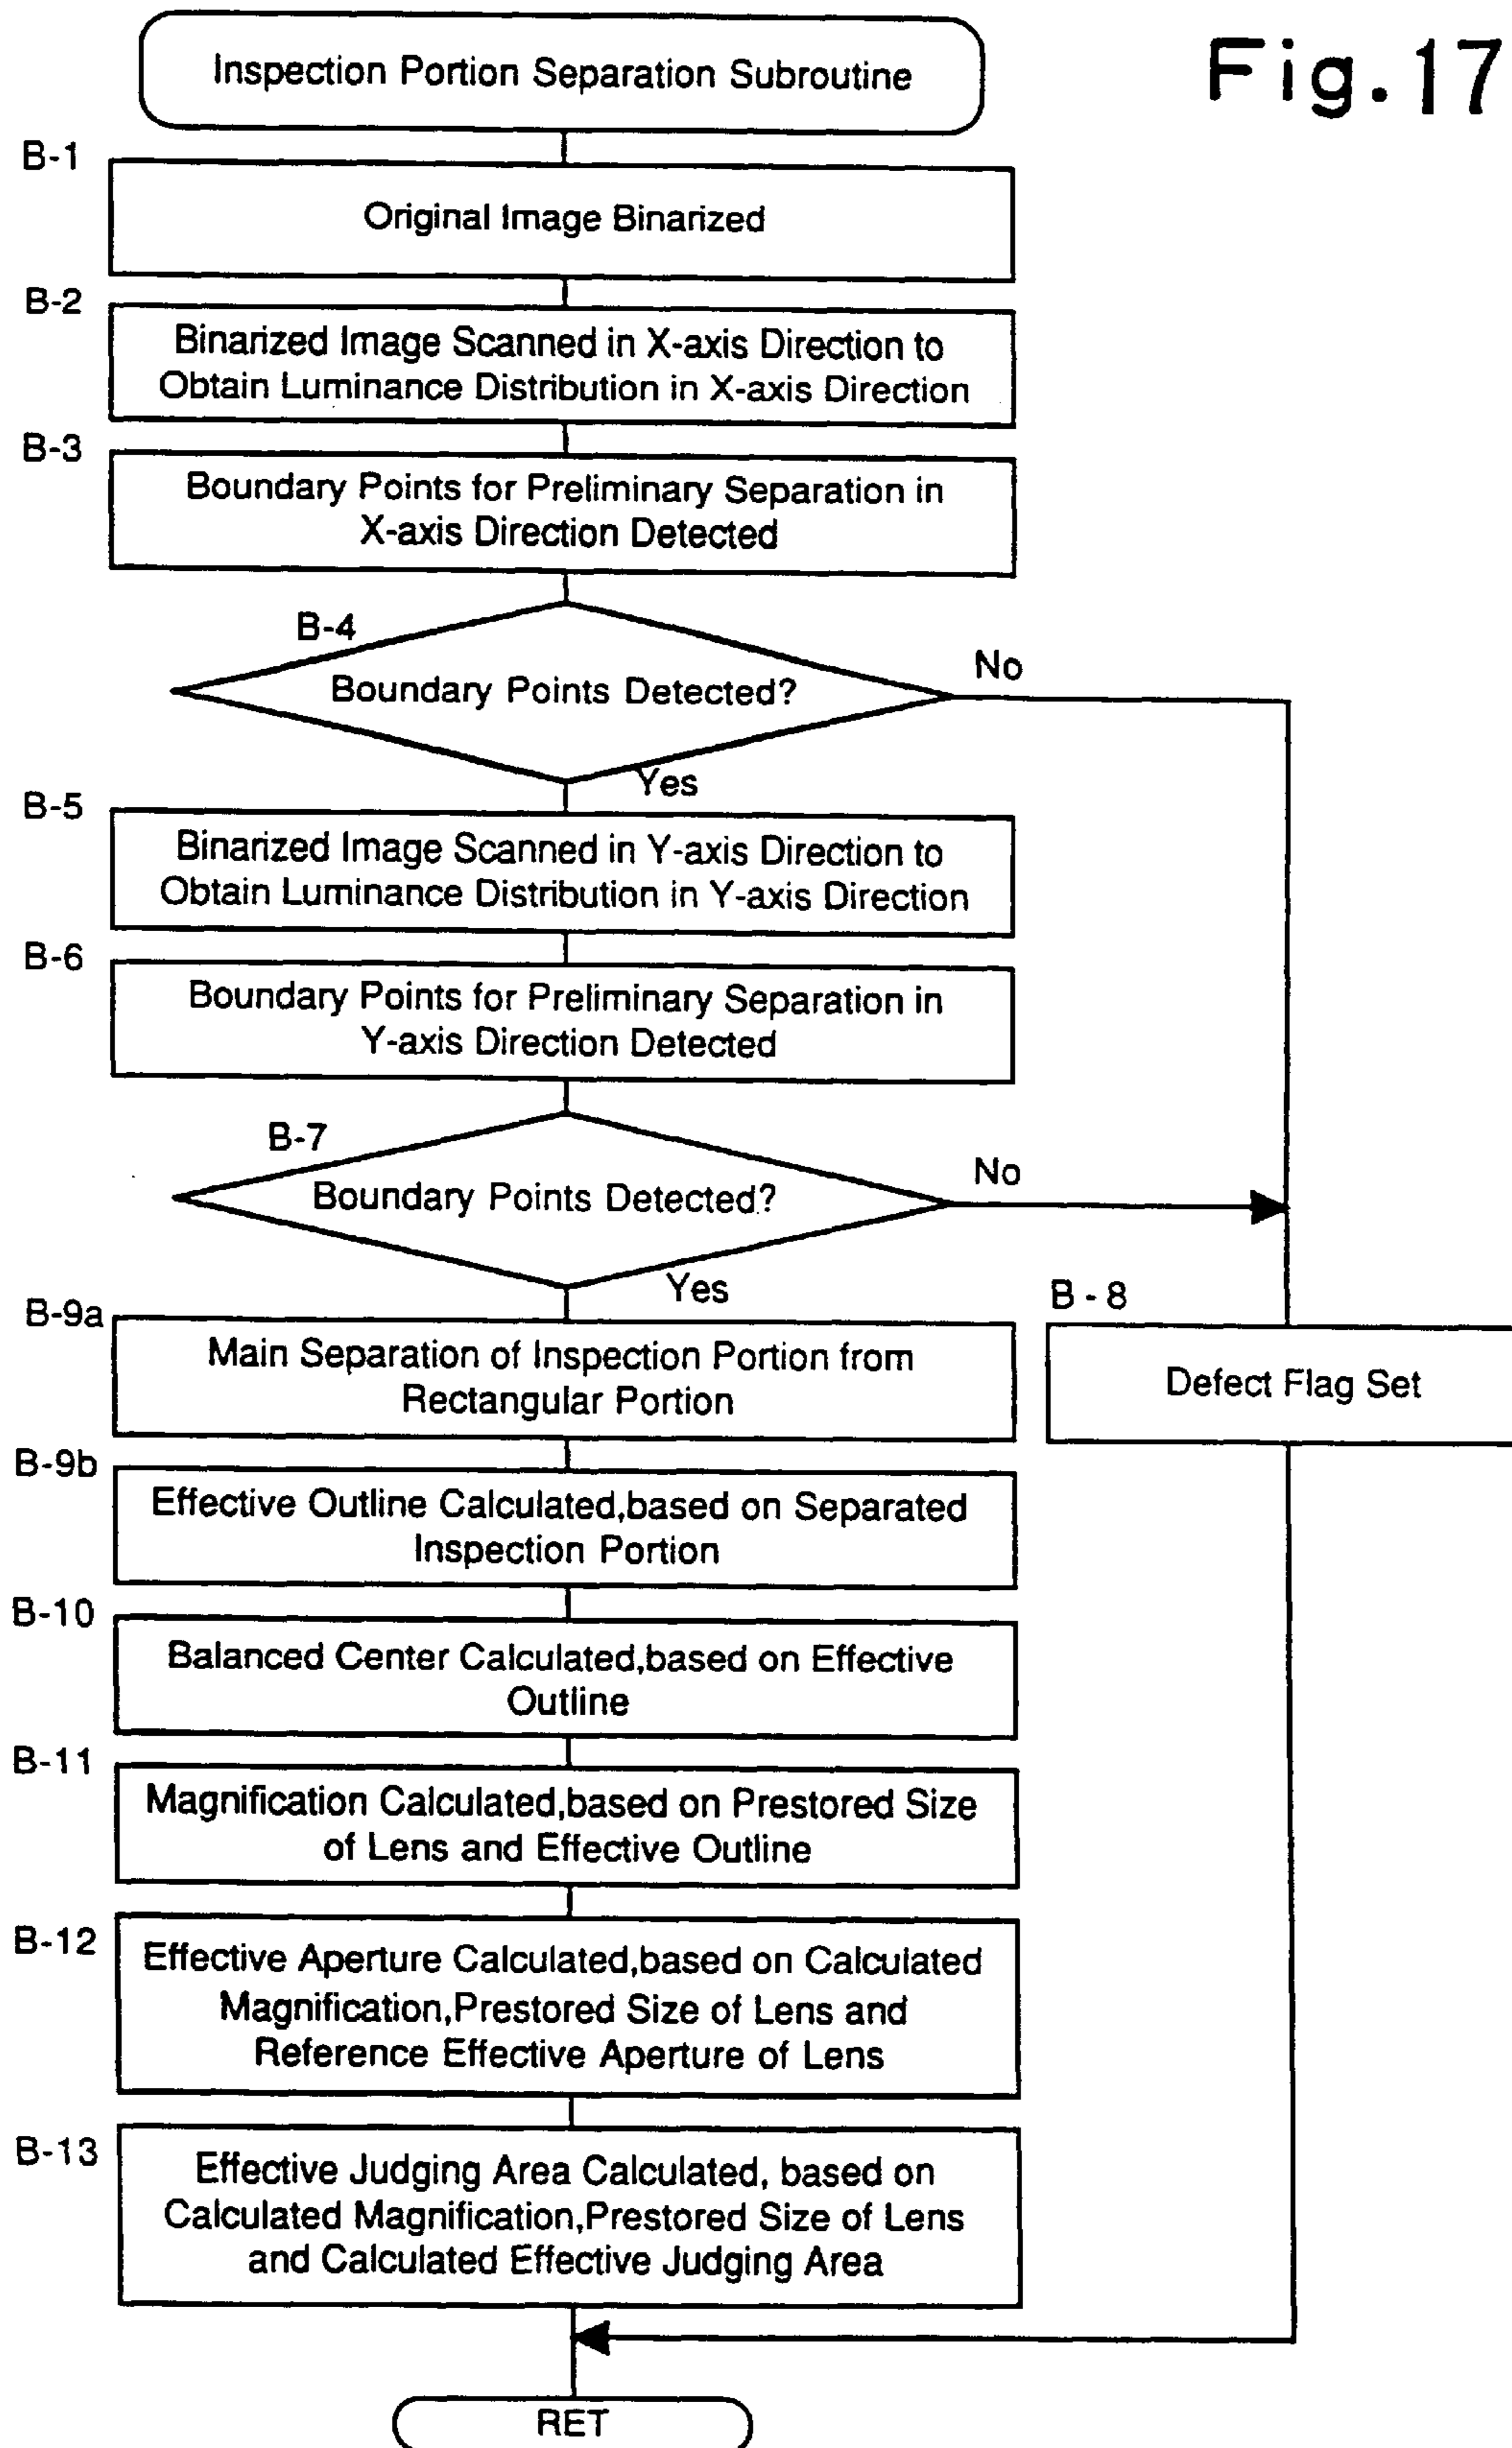 Fig.17
Inspection Portion Separation Subroutine
B-1
Original Image Binarized
B-2
Binarized Image Scanned in X-axis Direction to
Obtain Luminance Distribution in X-axis Direction
B-3
Boundary Points for Preliminary Separation in
X-axis Direction Detected
B-4
Boundary Points Detected?
No
Yes
B-5
Binarized Image Scanned in Y-axis Direction to
Obtain Luminance Distribution in Y-axis Direction
B-6
Boundary Points for Preliminary Separation in
Y-axis Direction Detected
B-7
Boundary Points Detected?
No
Yes
B-8
Defect Flag Set
B-9a
Main Separation of Inspection Portion from
Rectangular Portion
B-9b
Effective Outline Calculated,based on Separated
Inspection Portion
B-10
Balanced Center Calculated,based on Effective
Outline
B-11
Magnification Calculated,based on Prestored Size
of Lens and Effective Outline
B-12
Effective Aperture Calculated,based on Calculated
Magnification,Prestored Size of Lens and
Reference Effective Aperture of Lens
B-13
Effective Judging Area Calculated, based on
Calculated Magnification,Prestored Size of Lens
and Calculated Effective Judging Area
RET